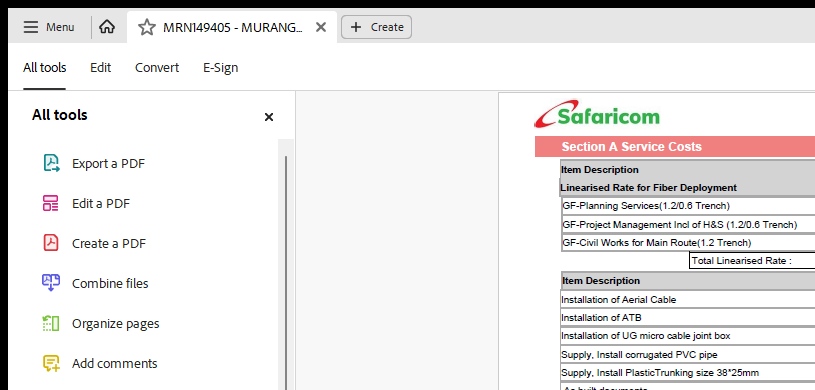 Menu
MRN149405 - MURANG...
Create
All tools
Edit
Convert
E-Sign
All tools
Export a PDF
Edit a PDF
Create a PDF
Combine files
Organize pages
Add comments
Safaricom
Section A Service Costs
Item Description
Linearised Rate for Fiber Deployment
GF-Planning Services(1.2/0.6 Trench)
GF-Project Management Incl of H&S (1.2/0.6 Trench)
GF-Civil Works for Main Route(1.2 Trench)
Total Linearised Rate :
Item Description
Installation of Aerial Cable
Installation of ATB
Installation of UG micro cable joint box
Supply, Install corrugated PVC pipe
Supply, Install PlasticTrunking size 38*25mm
As built documents